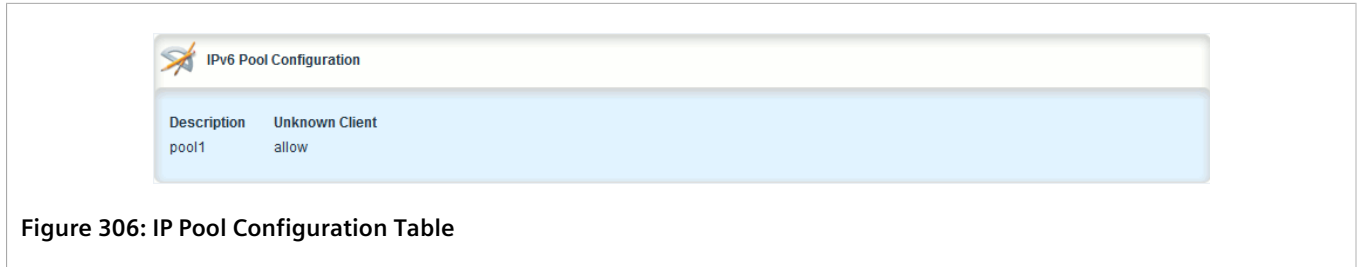 IPv6 Pool Configuration
Description Unknown Client
pool1 allow
Figure 306: IP Pool Configuration Table